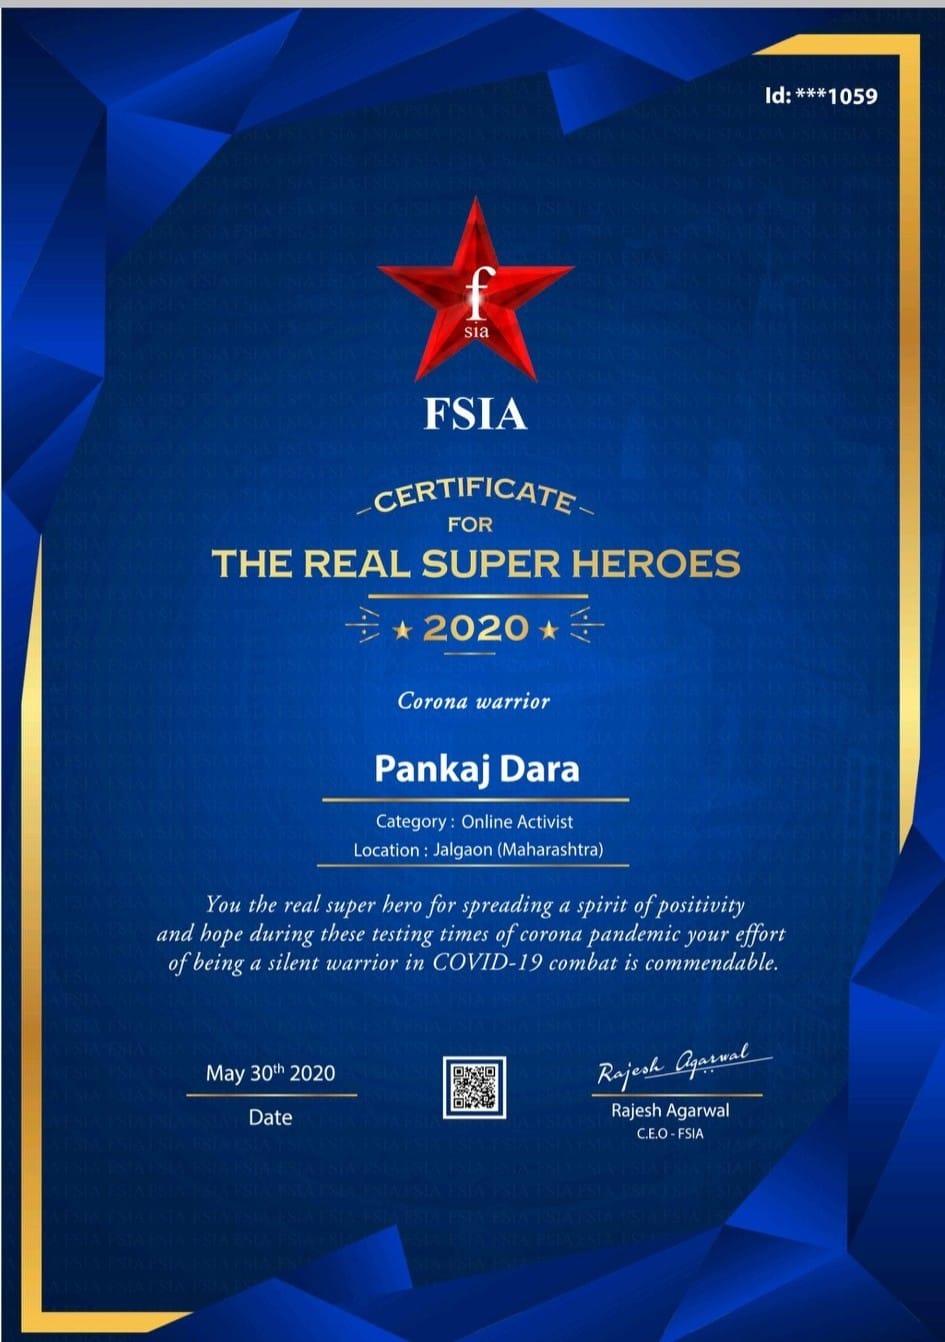 Id: ***1059
f
sia
FSIA
CERTIFICATE
FOR
THE REAL SUPER HEROES
2020
Corona warrior
Pankaj Dara
Category : Online Activist
Location : Jalgaon (Maharashtra)
You the real super hero for spreading a spirit of positivity
and hope during these testing times of corona pandemic your effort
of being a silent warrior in COVID-19 combat is commendable.
May 30th 2020
Date
Rajesh Agarwal
Rajesh Agarwal
C.E.O - FSIA